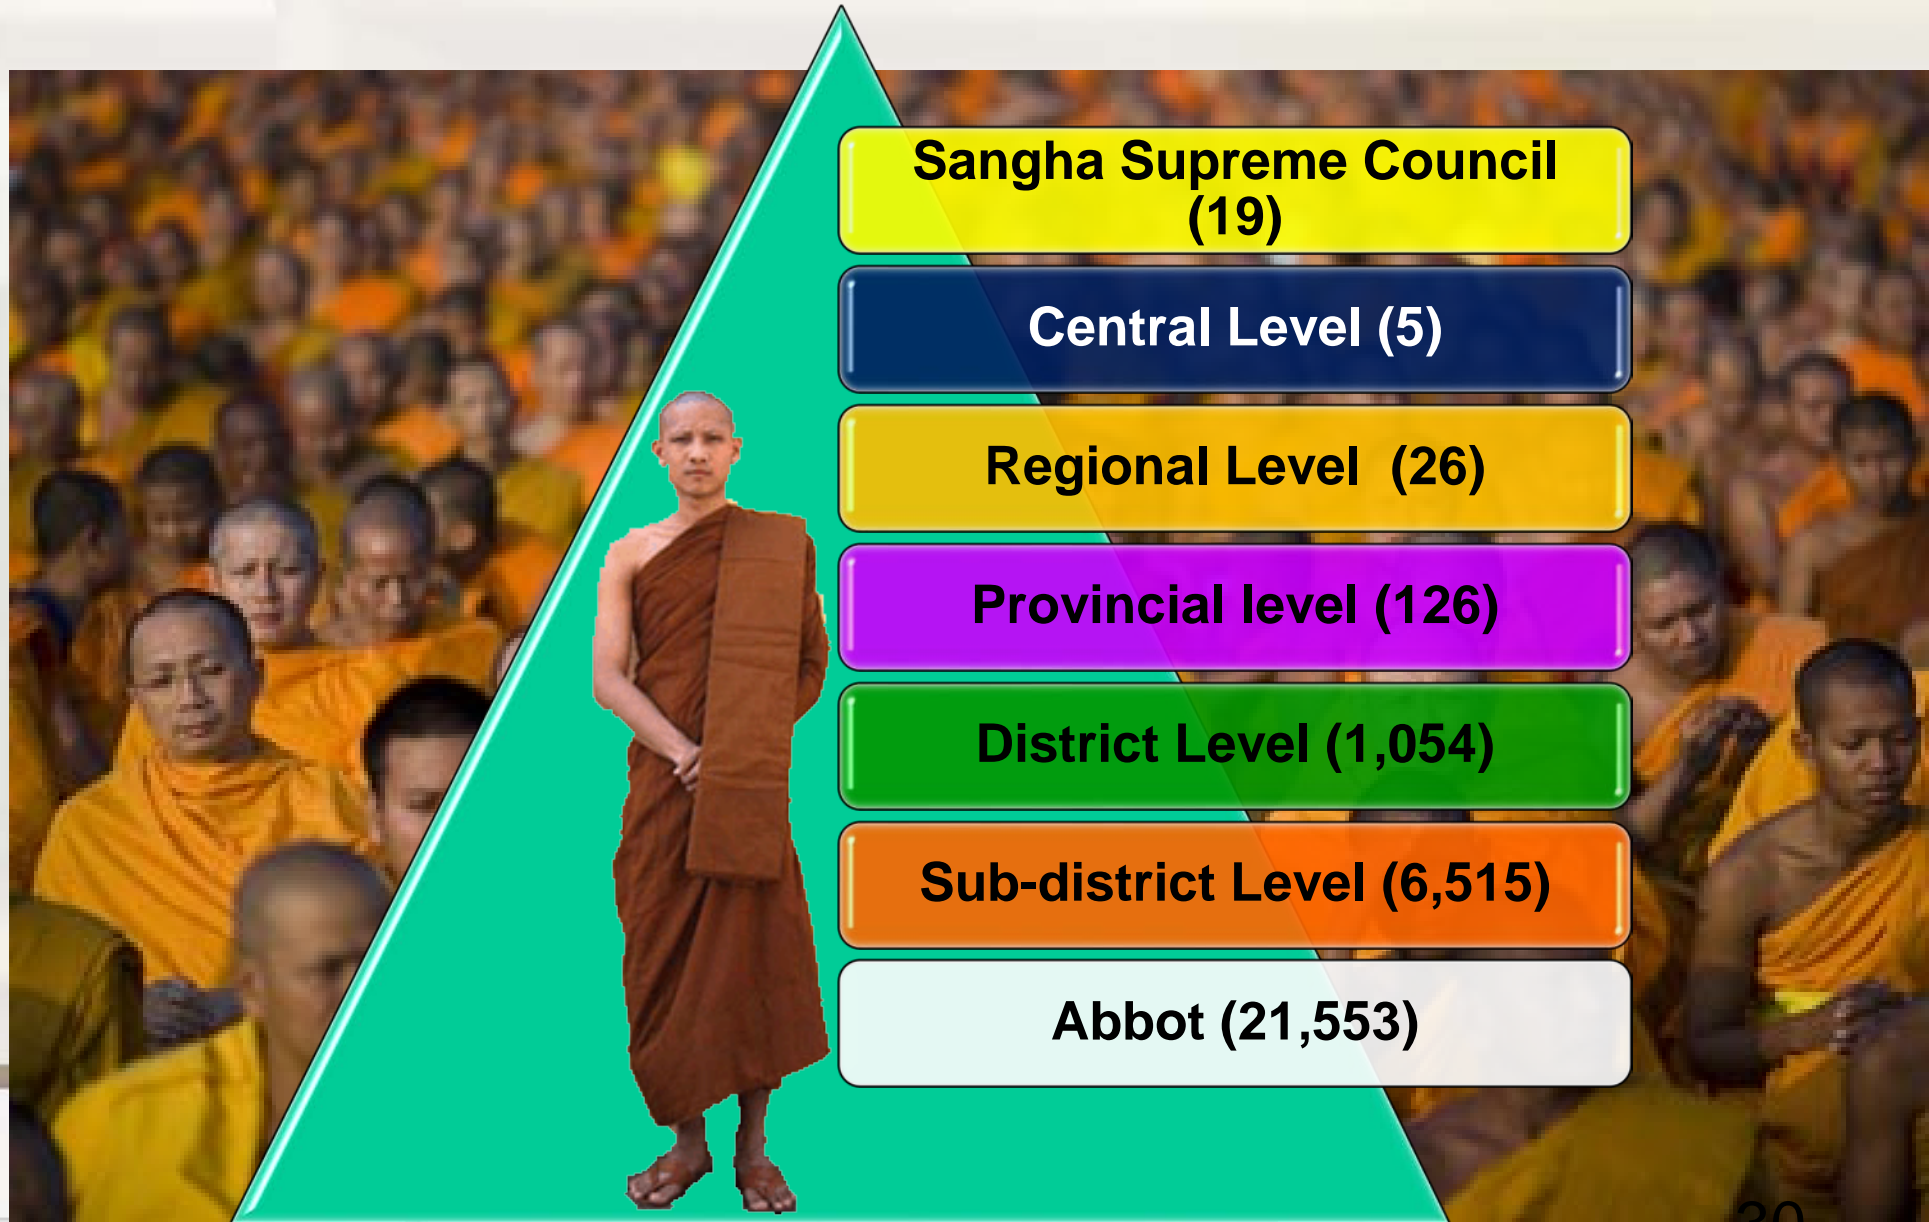 Sangha Supreme Council
(19)
Central Level (5)
Regional Level  (26)
Provincial level (126)
District Level (1,054)
Sub-district Level (6,515)
Abbot (21,553)